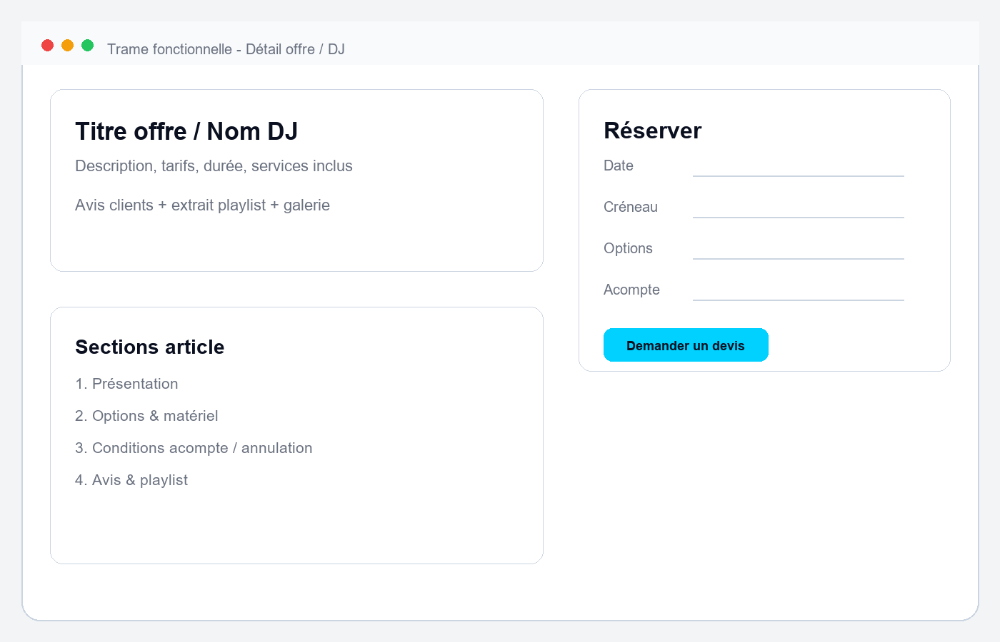 Trame fonctionnelle - Détail offre / DJ
Titre offre / Nom DJ
Description, tarifs, durée, services inclus
Avis clients + extrait playlist + galerie
Sections article
1. Présentation
2. Options & matériel
3. Conditions acompte / annulation
4. Avis & playlist
Réserver
Date
Créneau
Options
Acompte
Demander un devis